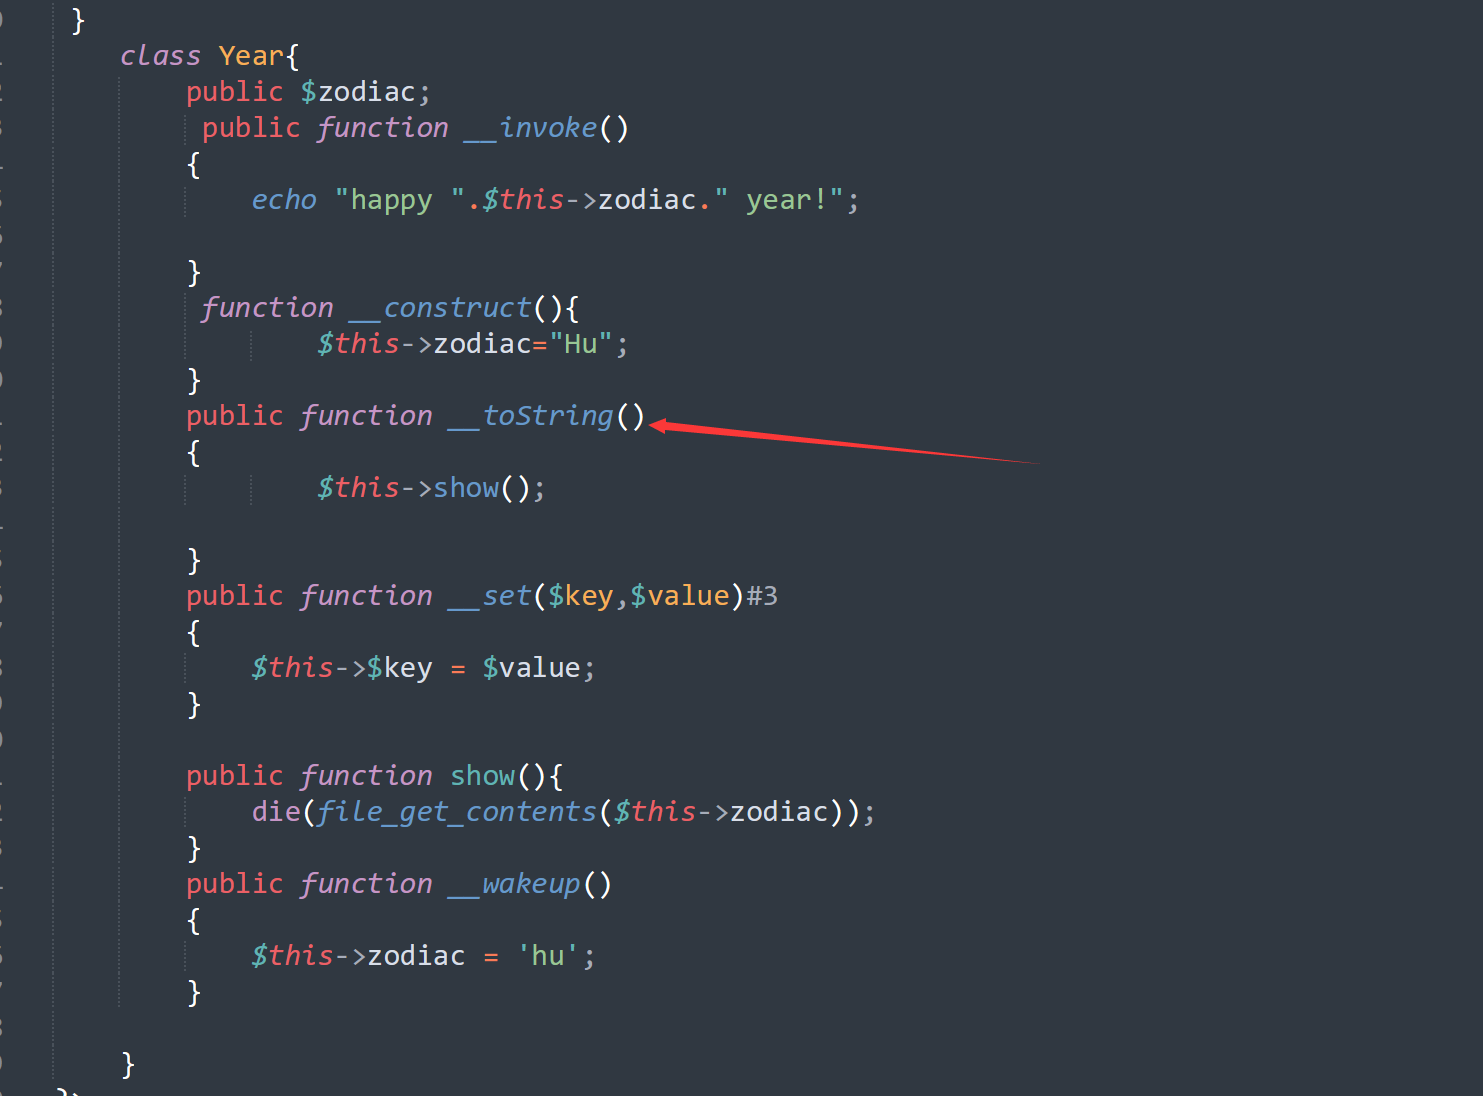 }
class Year{
public $zodiac;
public function __invoke()
{
echo "happy ".$this->zodiac." year!";
}
function __construct(){
$this->zodiac="Hu";
}
public function __toString()
{
$this->show();
}
public function __set($key,$value)#3
{
$this->$key = $value;
}
public function show(){
die(file_get_contents($this->zodiac));
}
public function __wakeup()
{
$this->zodiac = 'hu';
}
}